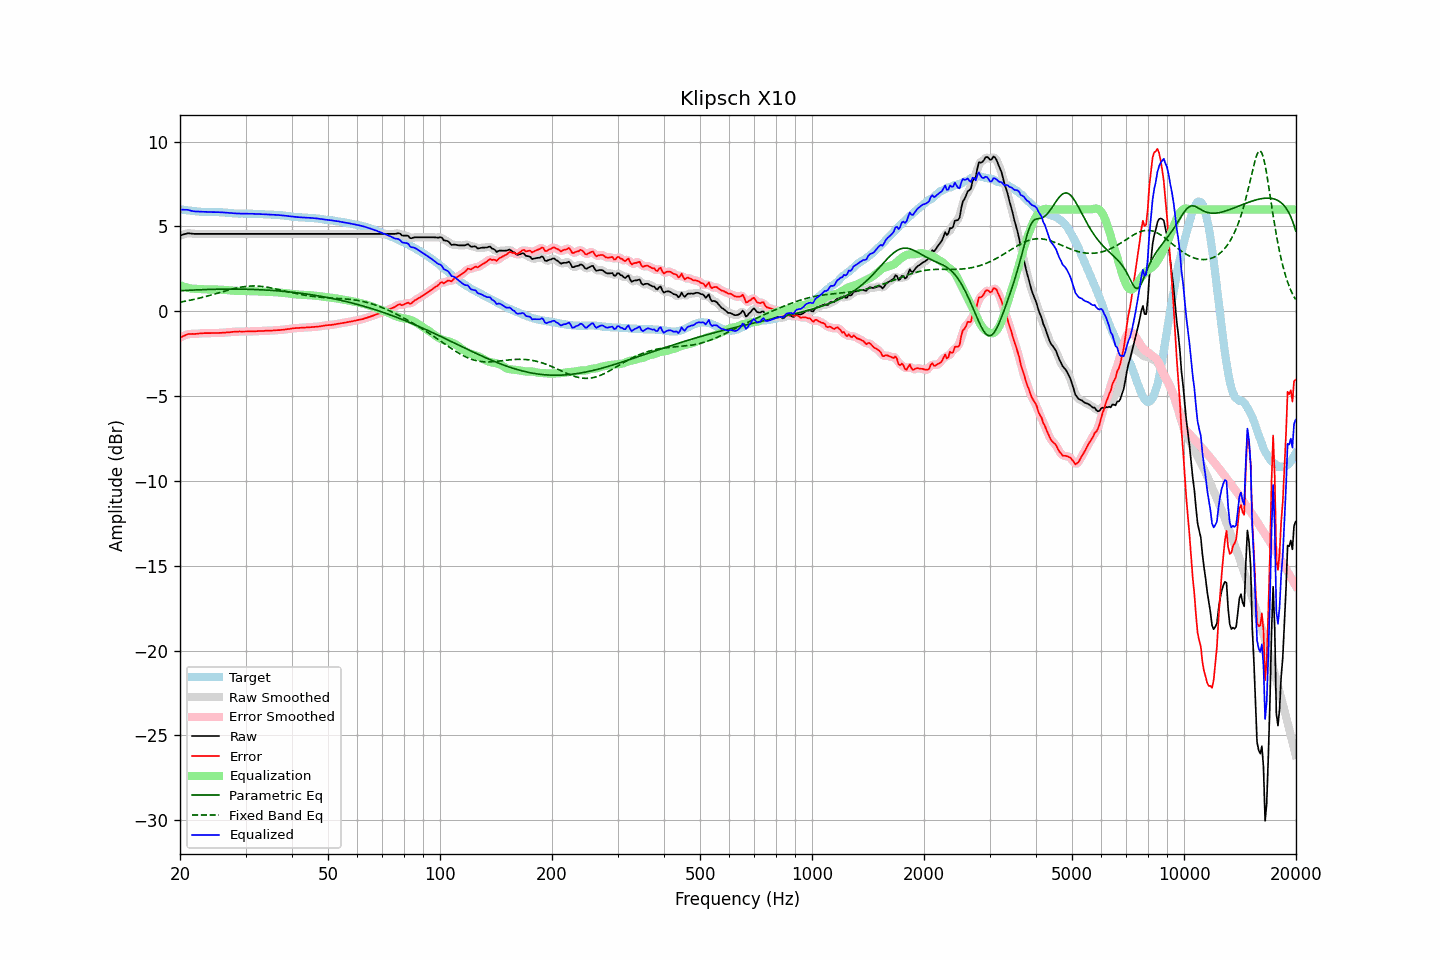 Klipsch X10
10
5
0
−5
−10
−15
−20
−25
−30
Amplitude (dBr)
Target
Raw Smoothed
Error Smoothed
Raw
Error
Equalization
Parametric Eq
Fixed Band Eq
Equalized
20 50 100 200 500 1000 2000 5000 10000 20000
Frequency (Hz)